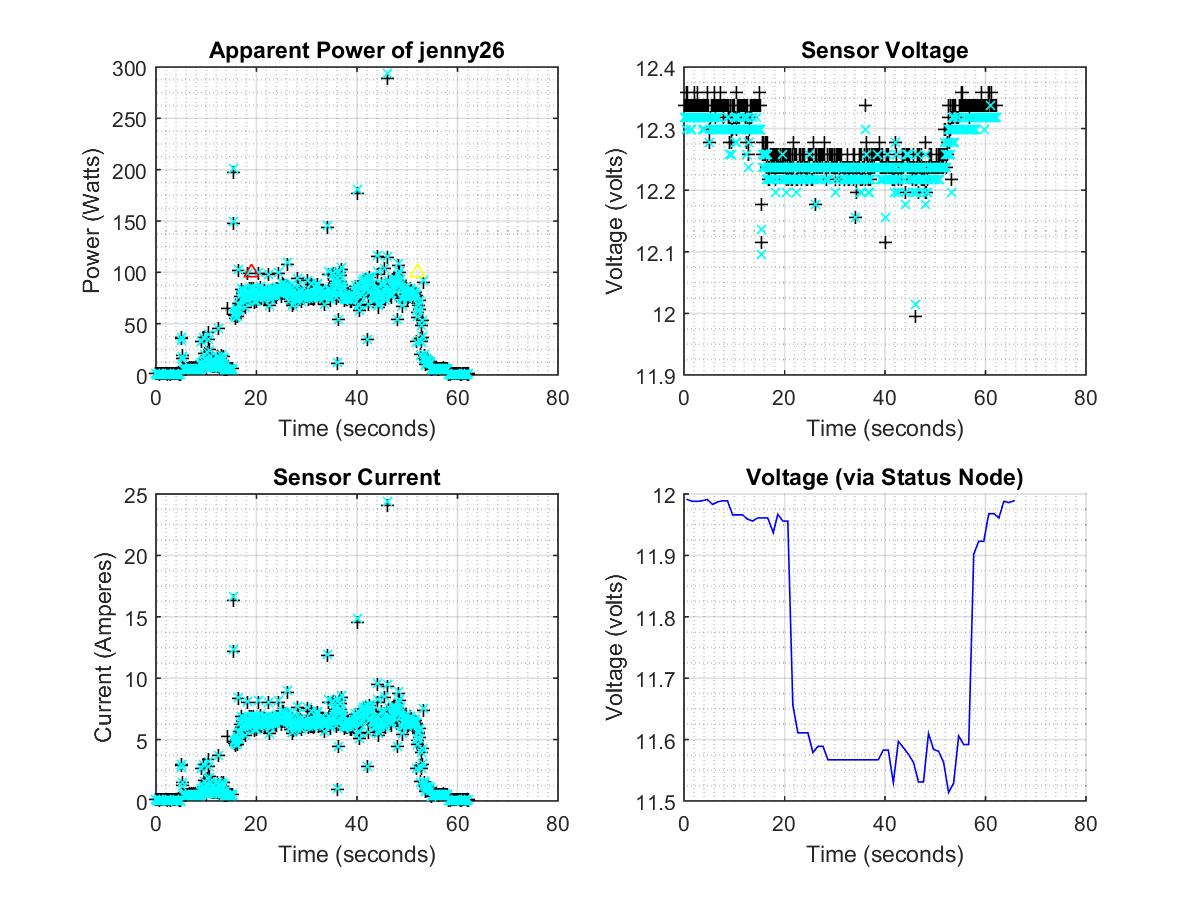 Apparent Power of jenny26
300
250
200
150
100
50
0
Power (Watts)
0 20 40 60 80
Time (seconds)
Sensor Voltage
12.4
12.3
12.2
12.1
12
11.9
Voltage (volts)
0 20 40 60 80
Time (seconds)
Sensor Current
25
20
15
10
5
0
Current (Amperes)
0 20 40 60 80
Time (seconds)
Voltage (via Status Node)
12
11.9
11.8
11.7
11.6
11.5
Voltage (volts)
0 20 40 60 80
Time (seconds)